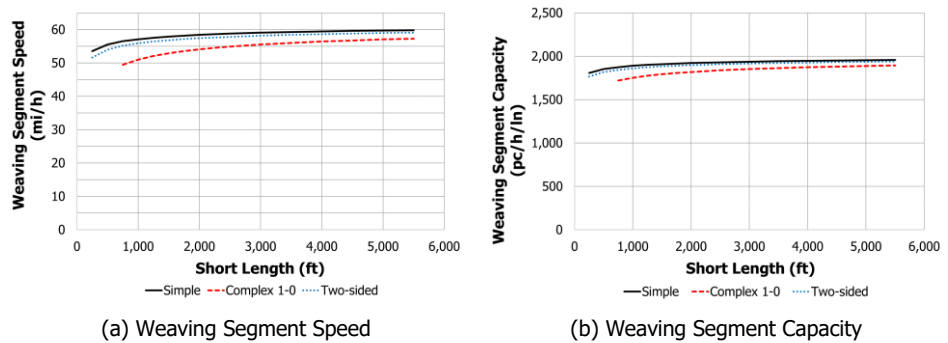 Weaving Segment Speed
(mi/h)
60
50
40
30
20
10
0
0 1,000 2,000 3,000 4,000 5,000 6,000
Short Length (ft)
Simple Complex 1-0 Two-sided
(a) Weaving Segment Speed
Weaving Segment Capacity
(pc/h/ln)
2,500
2,000
1,500
1,000
500
0
0 1,000 2,000 3,000 4,000 5,000 6,000
Short Length (ft)
Simple Complex 1-0 Two-sided
(b) Weaving Segment Capacity